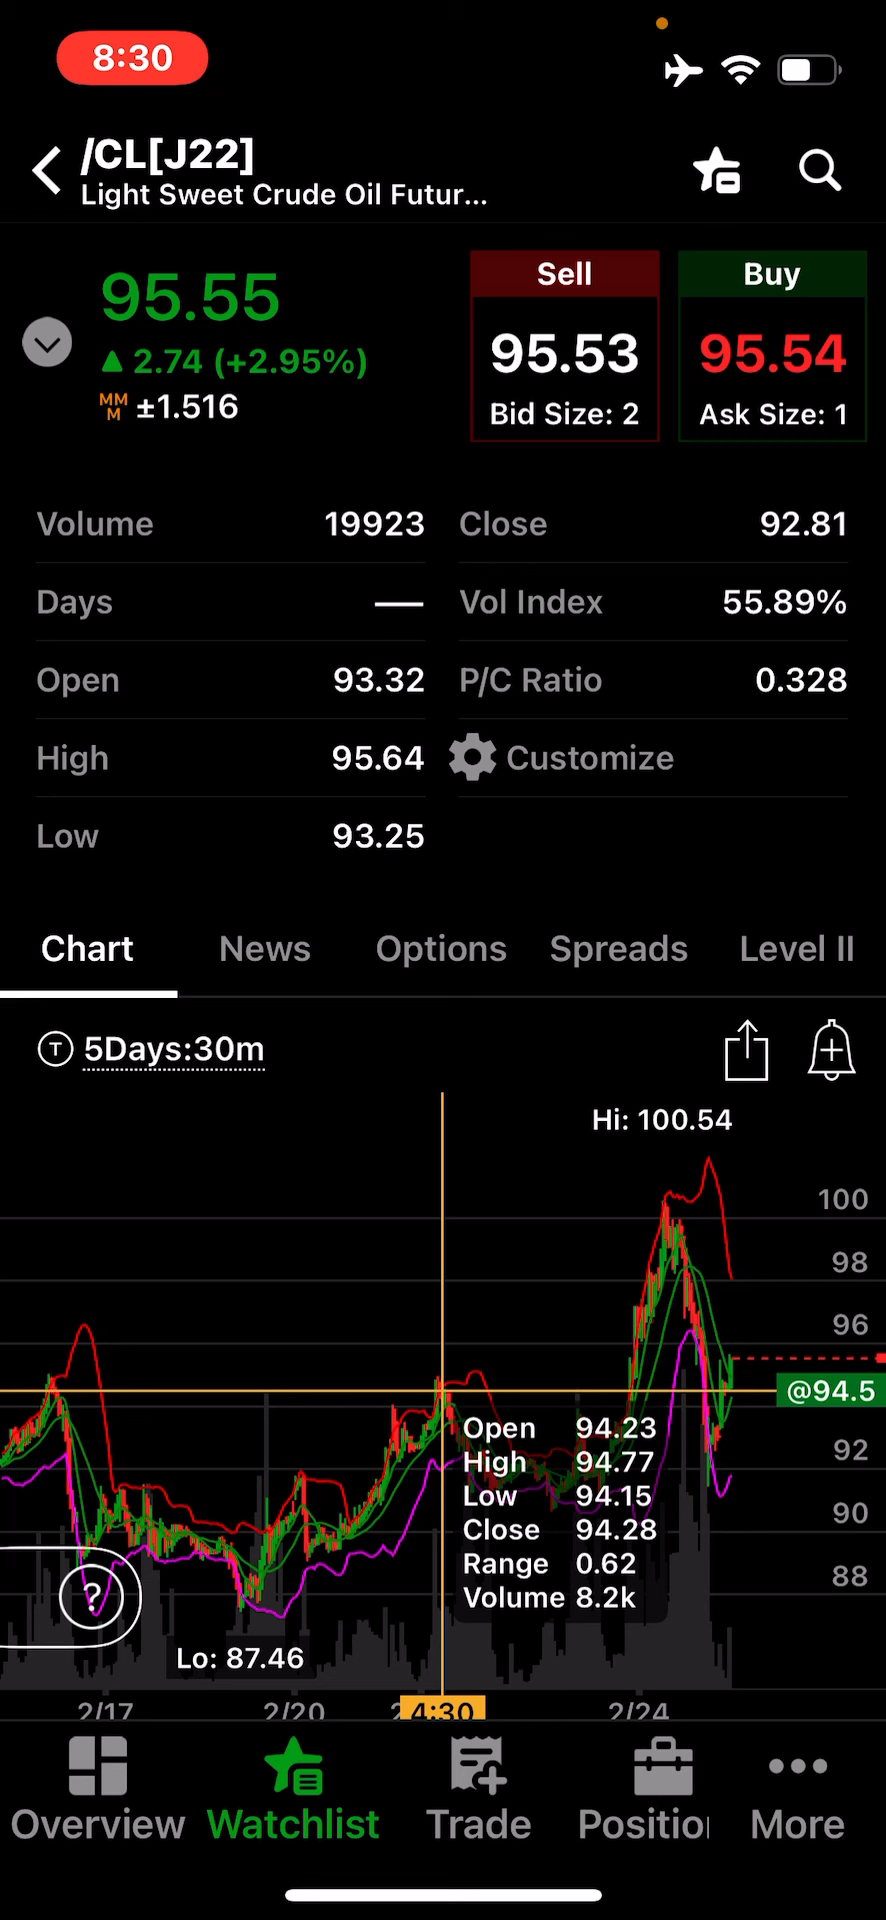 8:30
/CL[J22]
Light Sweet Crude Oil Futur...
95.55
2.74 (+2.95%)
MMM ±1.516
Sell
95.53
Bid Size: 2
Buy
95.54
Ask Size: 1
Volume 19923
Close 92.81
Days —
Vol Index 55.89%
Open 93.32
P/C Ratio 0.328
High 95.64
Customize
Low 93.25
Chart News Options Spreads Level II
T 5Days:30m
Hi: 100.54
100
98
96
@94.5
92
90
88
Open 94.23
High 94.77
Low 94.15
Close 94.28
Range 0.62
Volume 8.2k
?
Lo: 87.46
2/17 2/20 4:30 2/24
Overview Watchlist Trade Position More